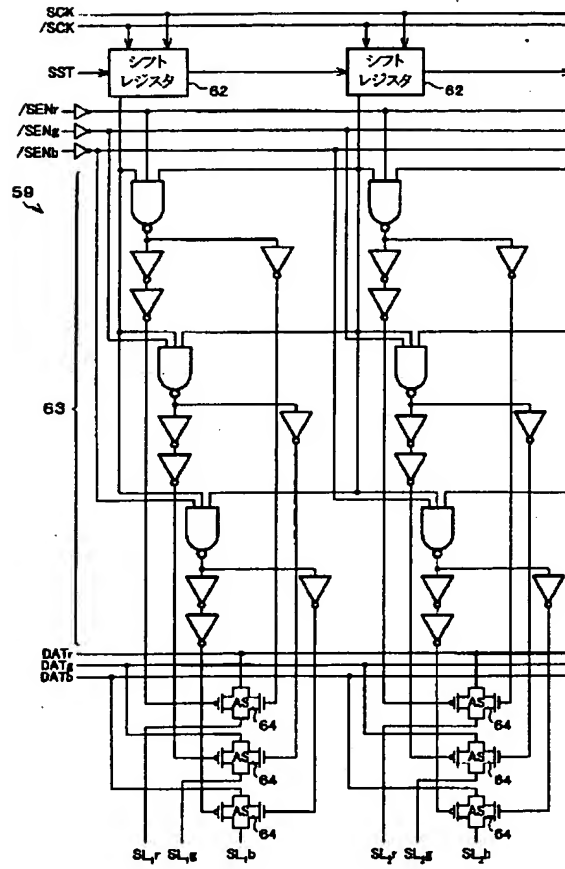 SCK
/SCK
SST
シフト
レジスタ
62
シフト
レジスタ
62
/SENr
/SENg
/SENb
59
63
DATr
DATg
DATb
AS
64
AS
64
AS
64
AS
64
AS
64
AS
64
SL₁r SL₁g SL₁b SL₂r SL₂g SL₂b